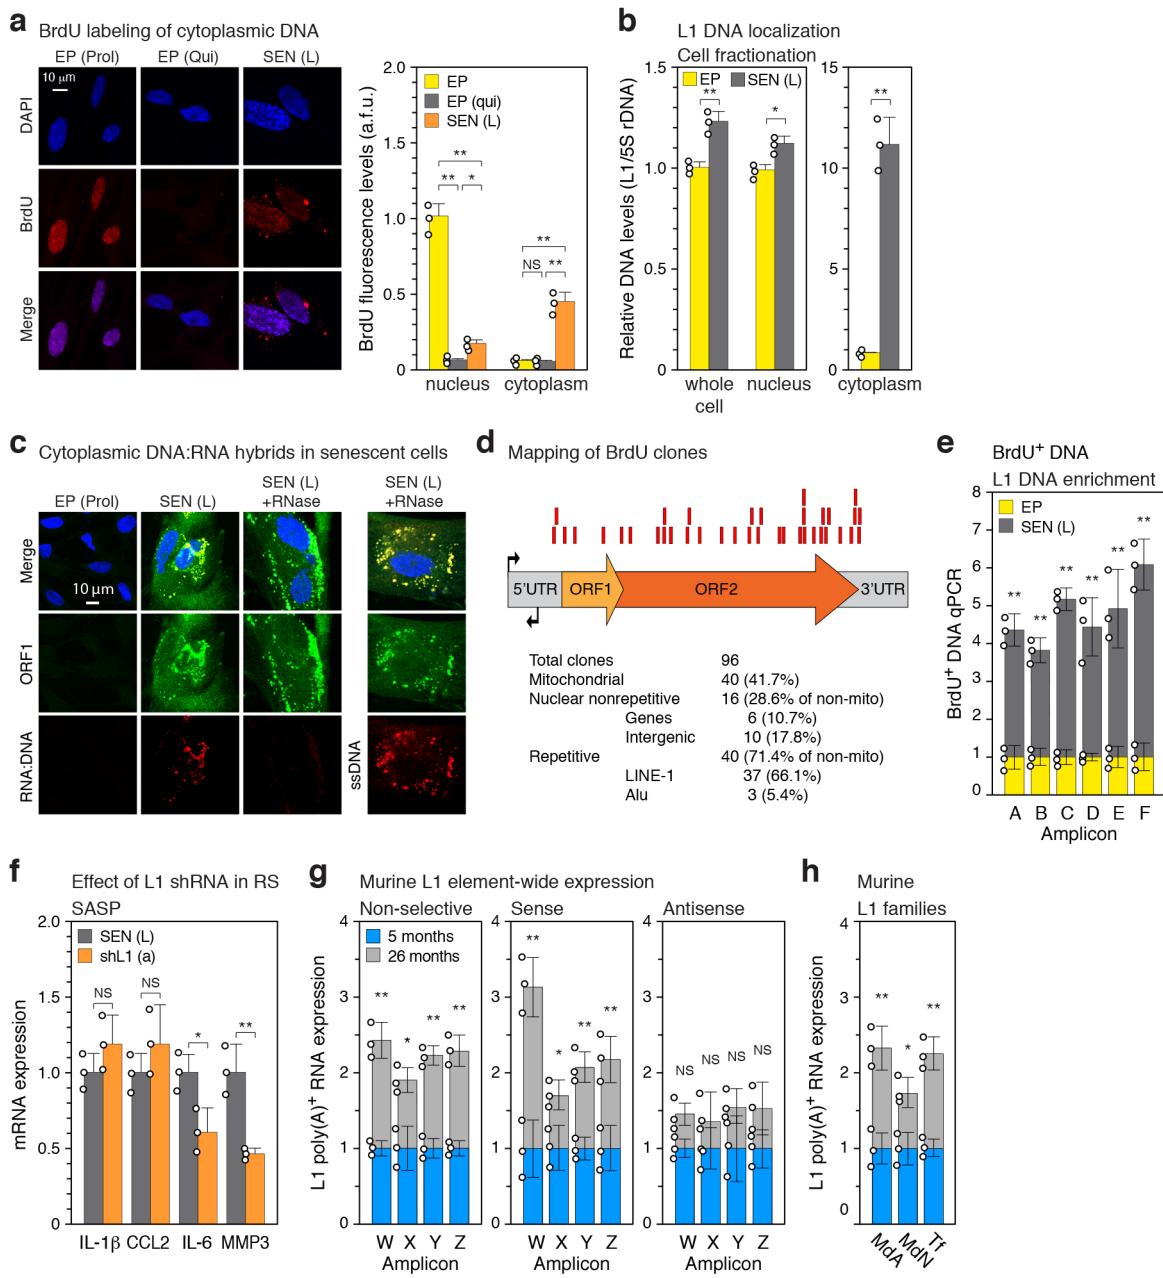 a BrdU labeling of cytoplasmic DNA
EP (Prol) EP (Qui) SEN (L)
10 µm
DAPI
BrdU
Merge
BrdU fluorescence levels (a.f.u.)
2.0
1.5
1.0
0.5
0
EP
EP (qui)
SEN (L)
**
** *
**
NS **
nucleus cytoplasm
b L1 DNA localization
Cell fractionation
Relative DNA levels (L1/5S rDNA)
1.5
1.0
0.5
0
EP SEN (L)
**
*
whole cell
nucleus
15
10
5
0
**
cytoplasm
c Cytoplasmic DNA:RNA hybrids in senescent cells
EP (Prol) SEN (L) SEN (L) +RNase SEN (L) +RNase
Merge
10 µm
ORF1
RNA:DNA
ssDNA
d Mapping of BrdU clones
5'UTR ORF1 ORF2 3'UTR
Total clones 96
Mitochondrial 40 (41.7%)
Nuclear nonrepetitive 16 (28.6% of non-mito)
Genes 6 (10.7%)
Intergenic 10 (17.8%)
Repetitive 40 (71.4% of non-mito)
LINE-1 37 (66.1%)
Alu 3 (5.4%)
e BrdU+ DNA
L1 DNA enrichment
BrdU+ DNA qPCR
8
7
6
5
4
3
2
1
0
EP
SEN (L)
** ** ** ** ** **
A B C D E F
Amplicon
f Effect of L1 shRNA in RS
SASP
mRNA expression
2.0
1.5
1.0
0.5
0
SEN (L)
shL1 (a)
NS NS * **
IL-1β CCL2 IL-6 MMP3
g Murine L1 element-wide expression
Non-selective Sense Antisense
L1 poly(A)+ RNA expression
4
3
2
1
0
5 months
26 months
** * ** **
W X Y Z
Amplicon
4
3
2
1
0
** * ** **
W X Y Z
Amplicon
4
3
2
1
0
NS NS NS NS
W X Y Z
Amplicon
h Murine
L1 families
L1 poly(A)+ RNA expression
4
3
2
1
0
** * **
MdA MdN Tf